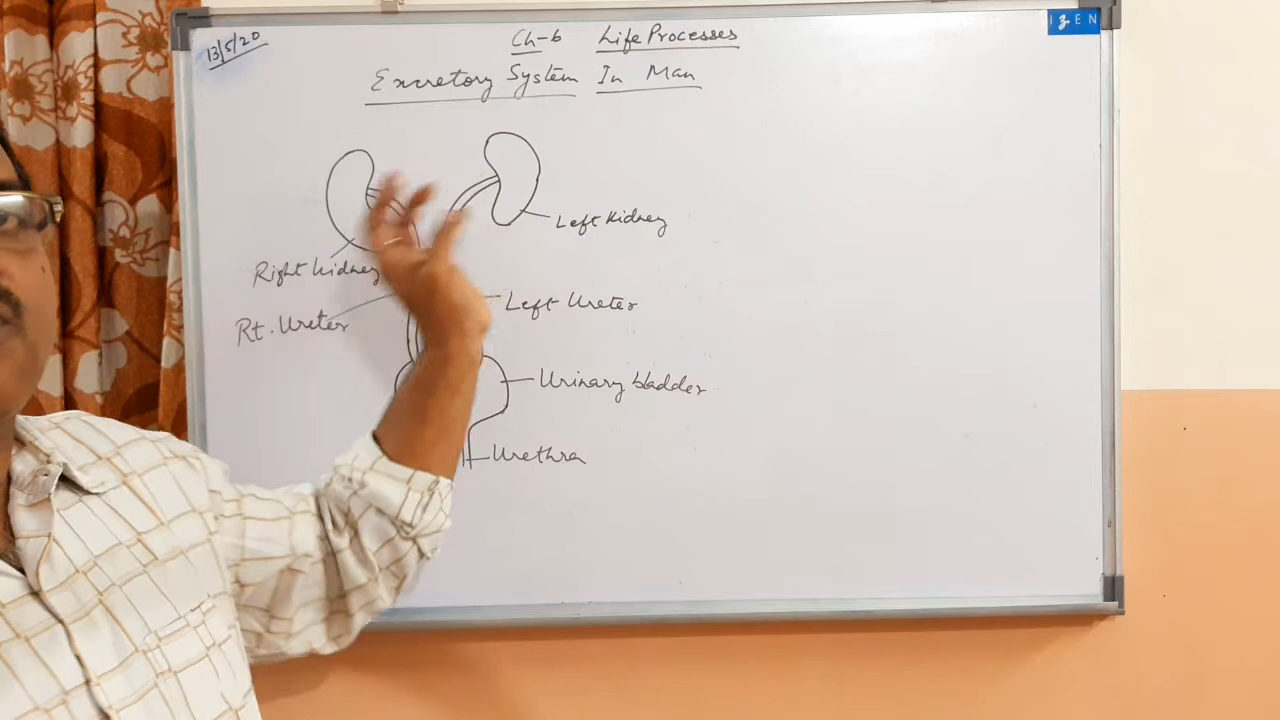 13/5/20
Ch-6 Life Processes
IZEN
Excretory System In Man
Left Kidney
Right kidney
Left Ureter
Rt. Ureter
Urinary bladder
Urethra